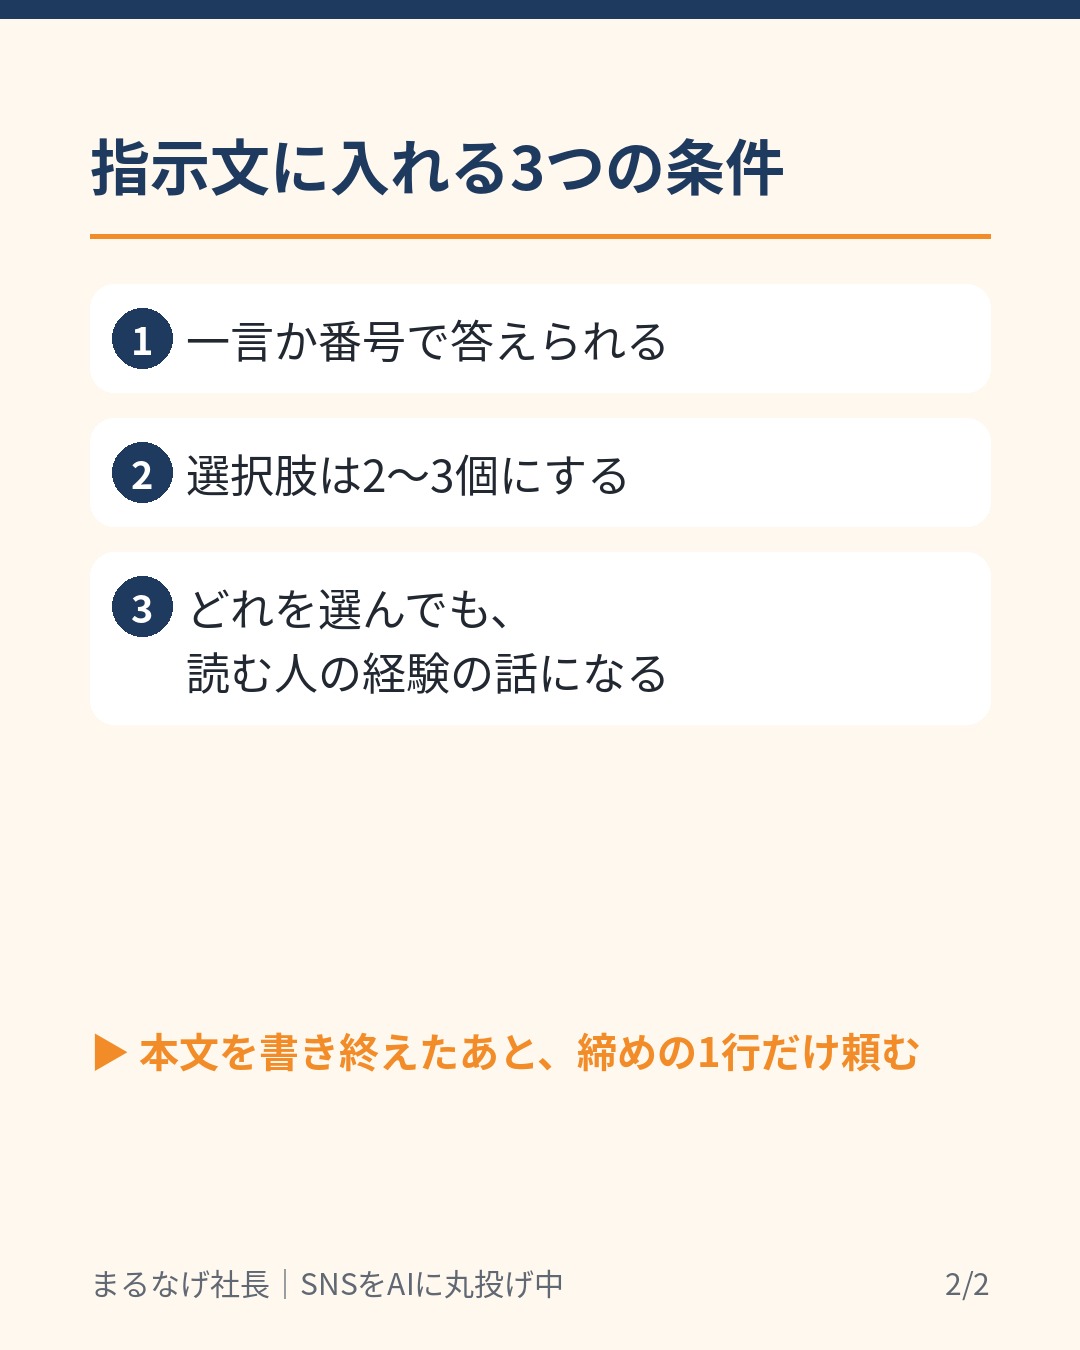 指示文に入れる3つの条件
1 一言か番号で答えられる
2 選択肢は2〜3個にする
3 どれを選んでも、
読む人の経験の話になる
▶ 本文を書き終えたあと、締めの1行だけ頼む
まるなげ社長｜SNSをAIに丸投げ中
2/2